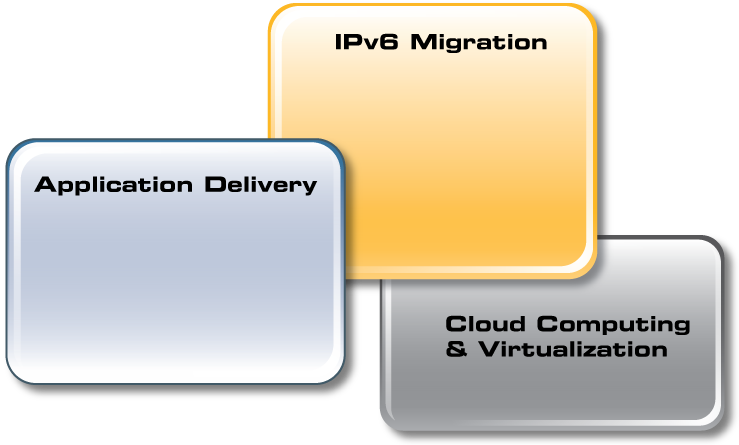 IPv6 Migration
Application Delivery
Cloud Computing
& Virtualization